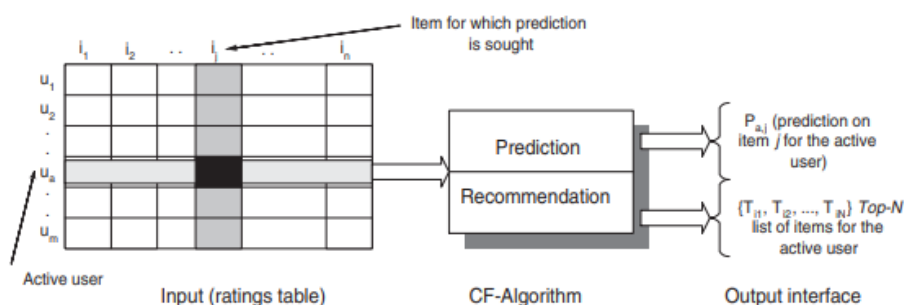 Item for which prediction
is sought
i1 i2 . . ij . . in
u1
u2
.
.
ua
.
.
um
Active user
Input (ratings table)
Prediction
Recommendation
CF-Algorithm
Pa,j (prediction on
item j for the active
user)
{Ti1, Ti2, ..., TiN} Top-N
list of items for the
active user
Output interface